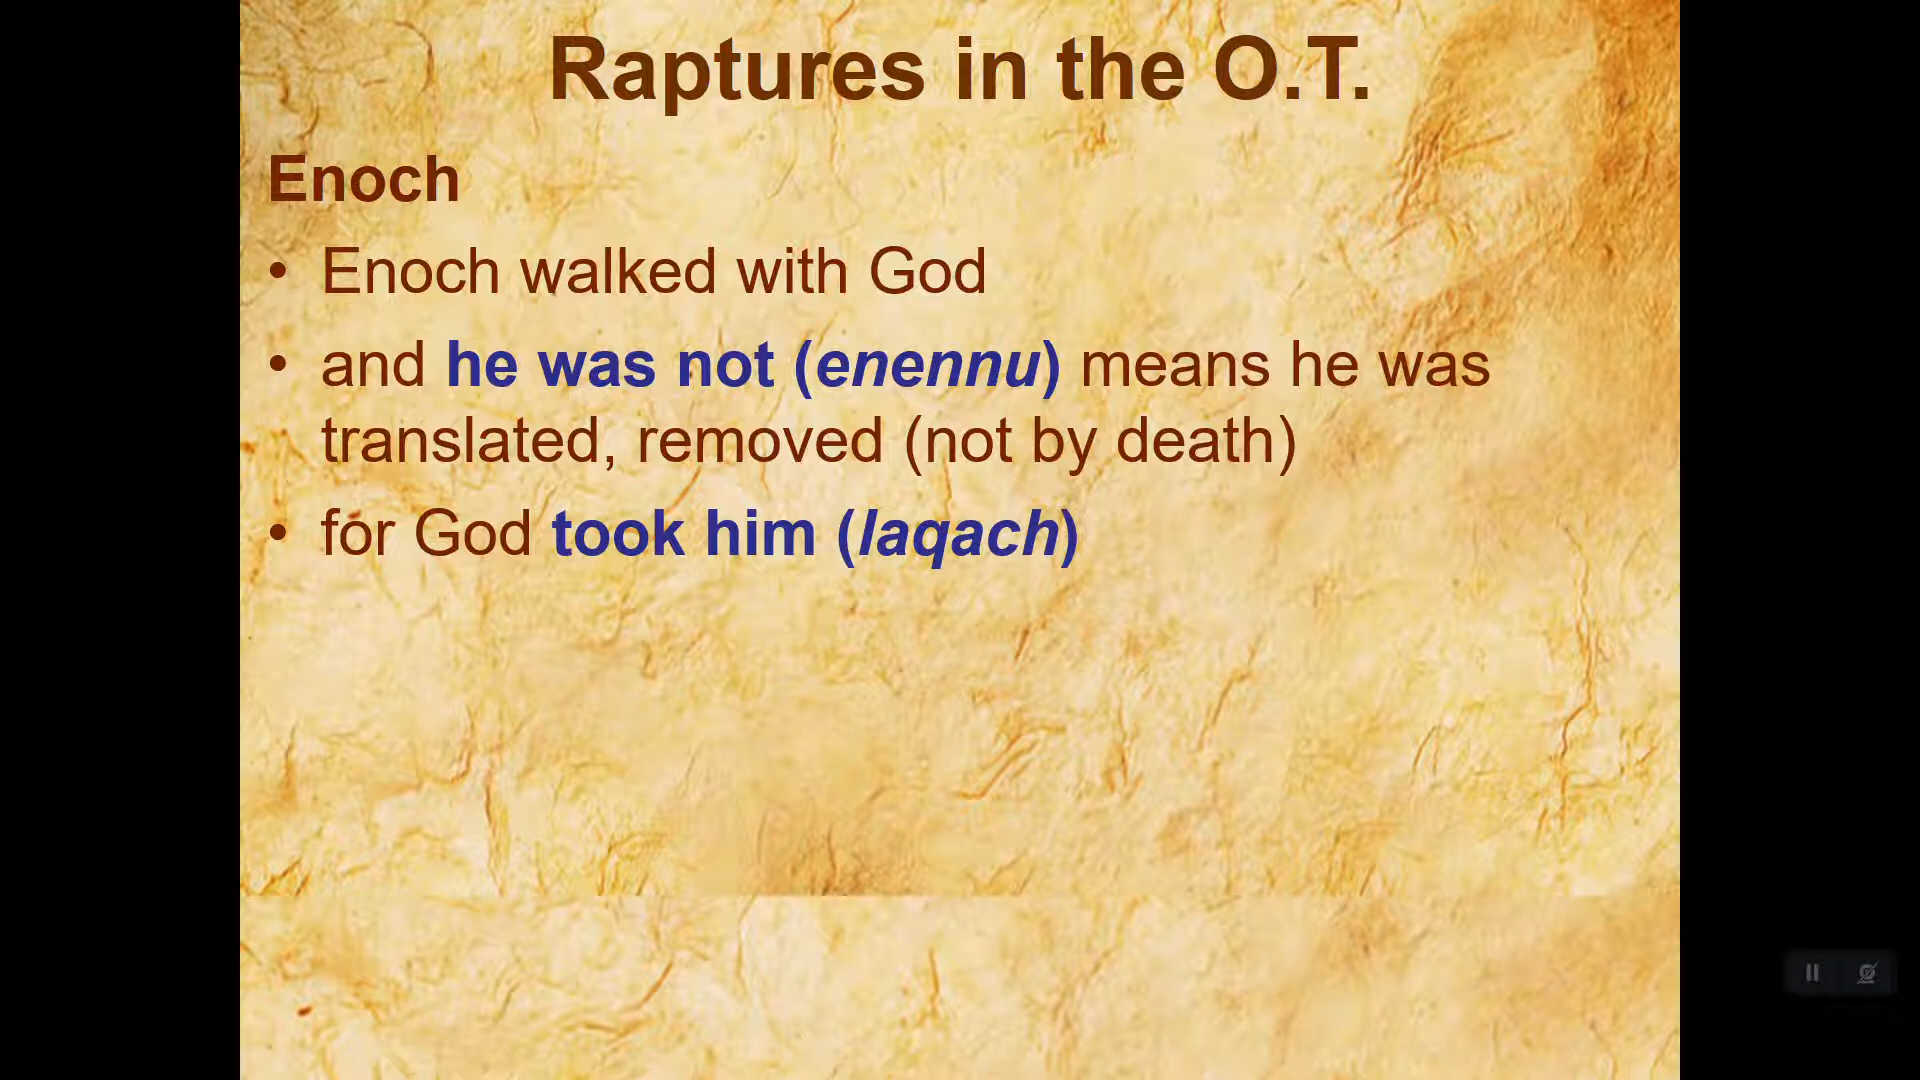 Raptures in the O.T.
Enoch
• Enoch walked with God
• and he was not (enennu) means he was
translated, removed (not by death)
• for God took him (laqach)